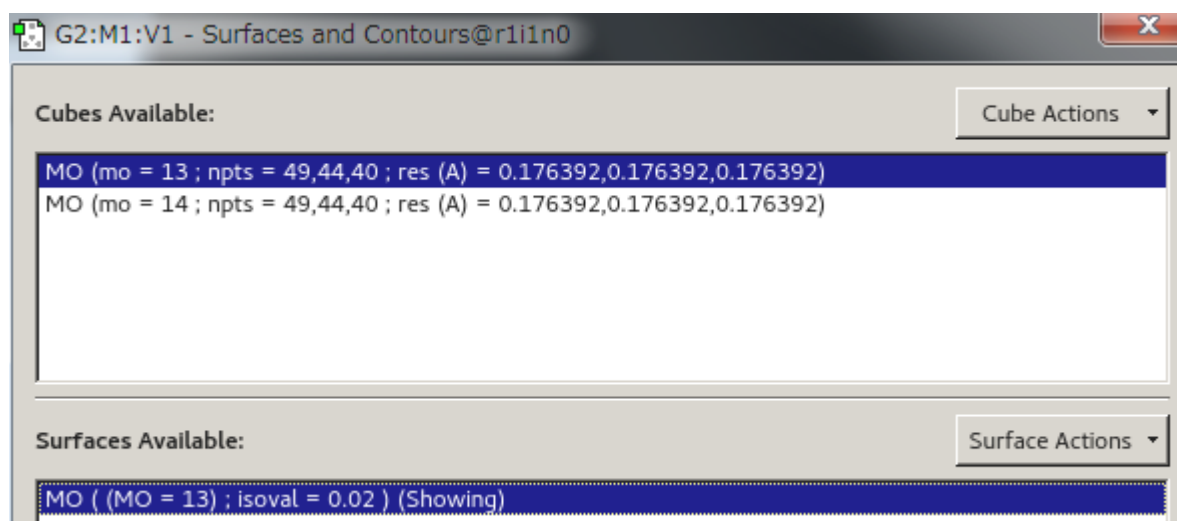 G2:M1:V1 - Surfaces and Contours@r1i1n0
Cubes Available:
Cube Actions
MO (mo = 13 ; npts = 49,44,40 ; res (A) = 0.176392,0.176392,0.176392)
MO (mo = 14 ; npts = 49,44,40 ; res (A) = 0.176392,0.176392,0.176392)
Surfaces Available:
Surface Actions
MO ( (MO = 13) ; isoval = 0.02 ) (Showing)